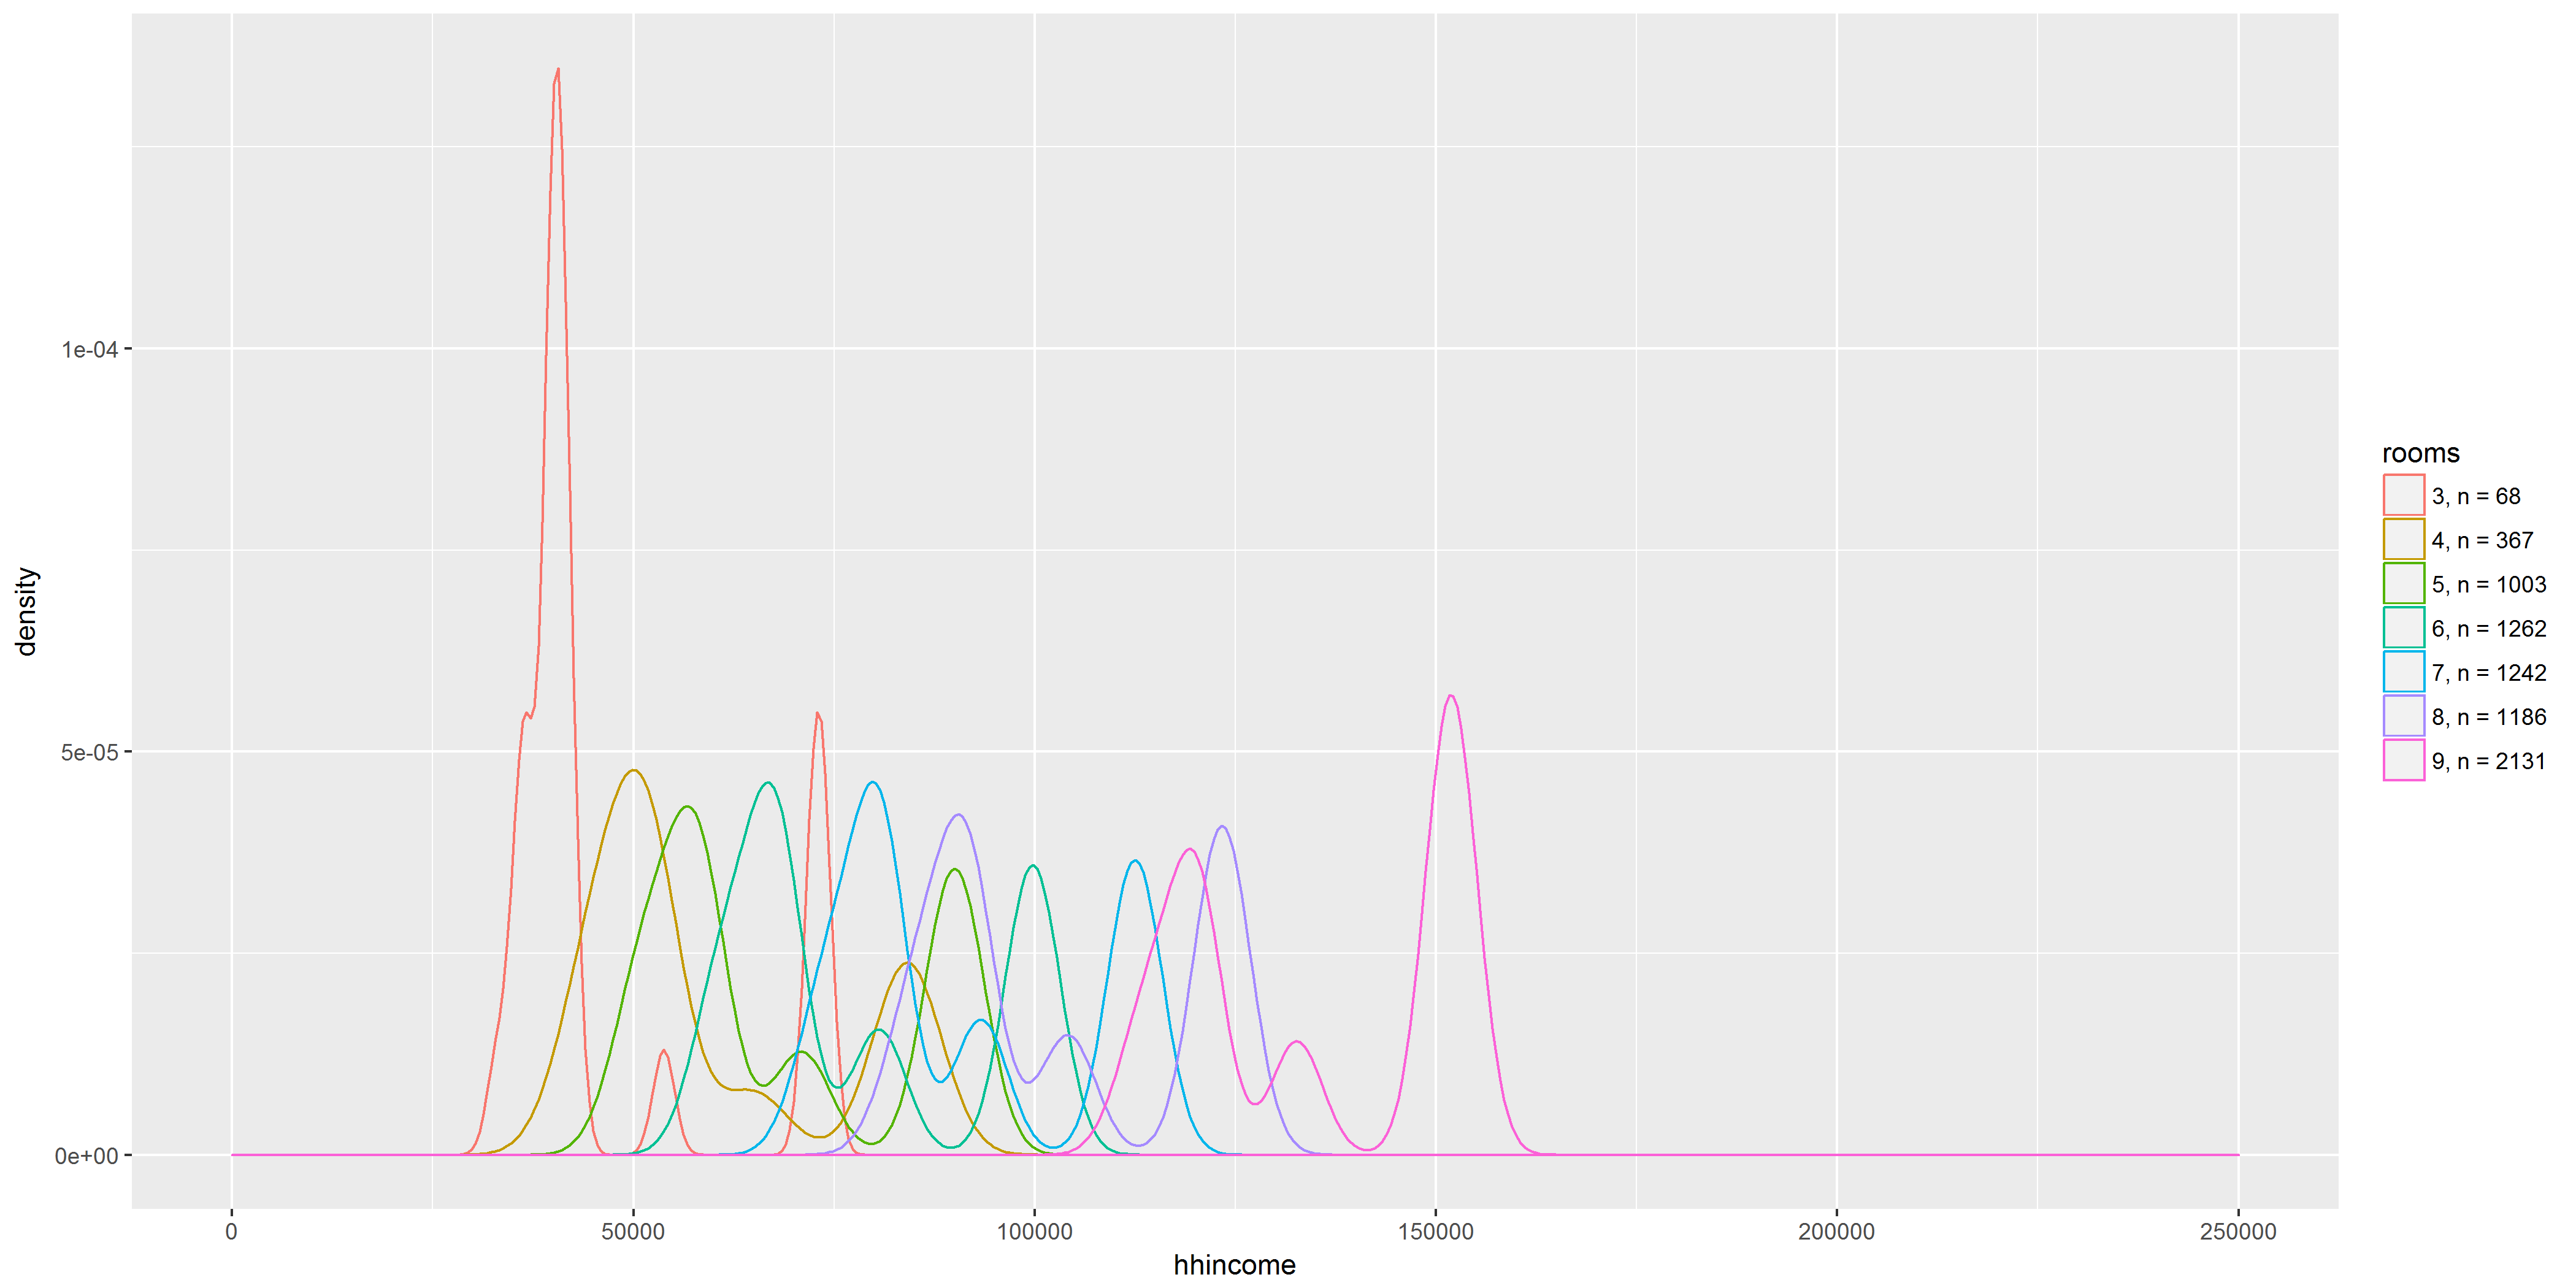 density
1e-04
5e-05
0e+00
0
50000
100000
150000
200000
250000
hhincome
rooms
3, n = 68
4, n = 367
5, n = 1003
6, n = 1262
7, n = 1242
8, n = 1186
9, n = 2131